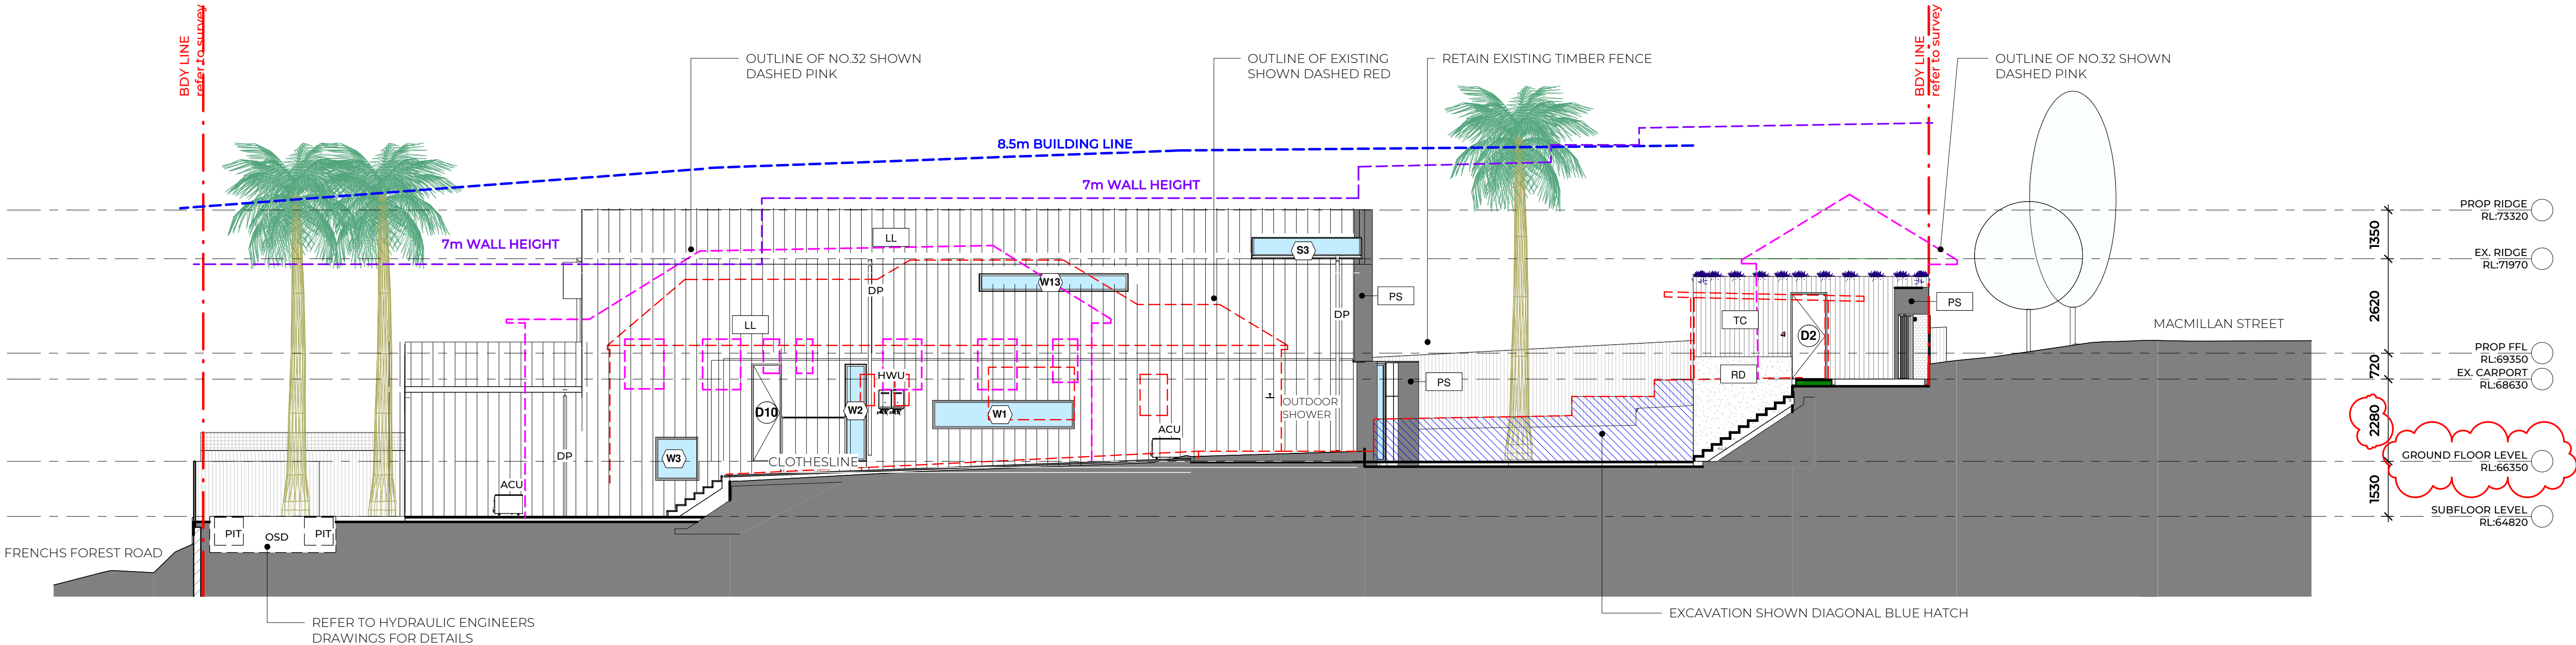 BDY LINE
refer to survey
OUTLINE OF NO.32 SHOWN
DASHED PINK
OUTLINE OF EXISTING
SHOWN DASHED RED
RETAIN EXISTING TIMBER FENCE
BDY LINE
refer to survey
OUTLINE OF NO.32 SHOWN
DASHED PINK
8.5m BUILDING LINE
7m WALL HEIGHT
7m WALL HEIGHT
LL
S3
W13
DP
DP
PS
PS
LL
TC
D2
MACMILLAN STREET
RD
PS
HWU
D10
W2
W1
OUTDOOR
SHOWER
ACU
W3
CLOTHESLINE
DP
ACU
PIT
OSD
PIT
FRENCHS FOREST ROAD
REFER TO HYDRAULIC ENGINEERS
DRAWINGS FOR DETAILS
EXCAVATION SHOWN DIAGONAL BLUE HATCH
PROP RIDGE
RL:73320
1350
EX. RIDGE
RL:71970
2620
PROP FFL
RL:69350
720
EX. CARPORT
RL:68630
2280
GROUND FLOOR LEVEL
RL:66350
1530
SUBFLOOR LEVEL
RL:64820